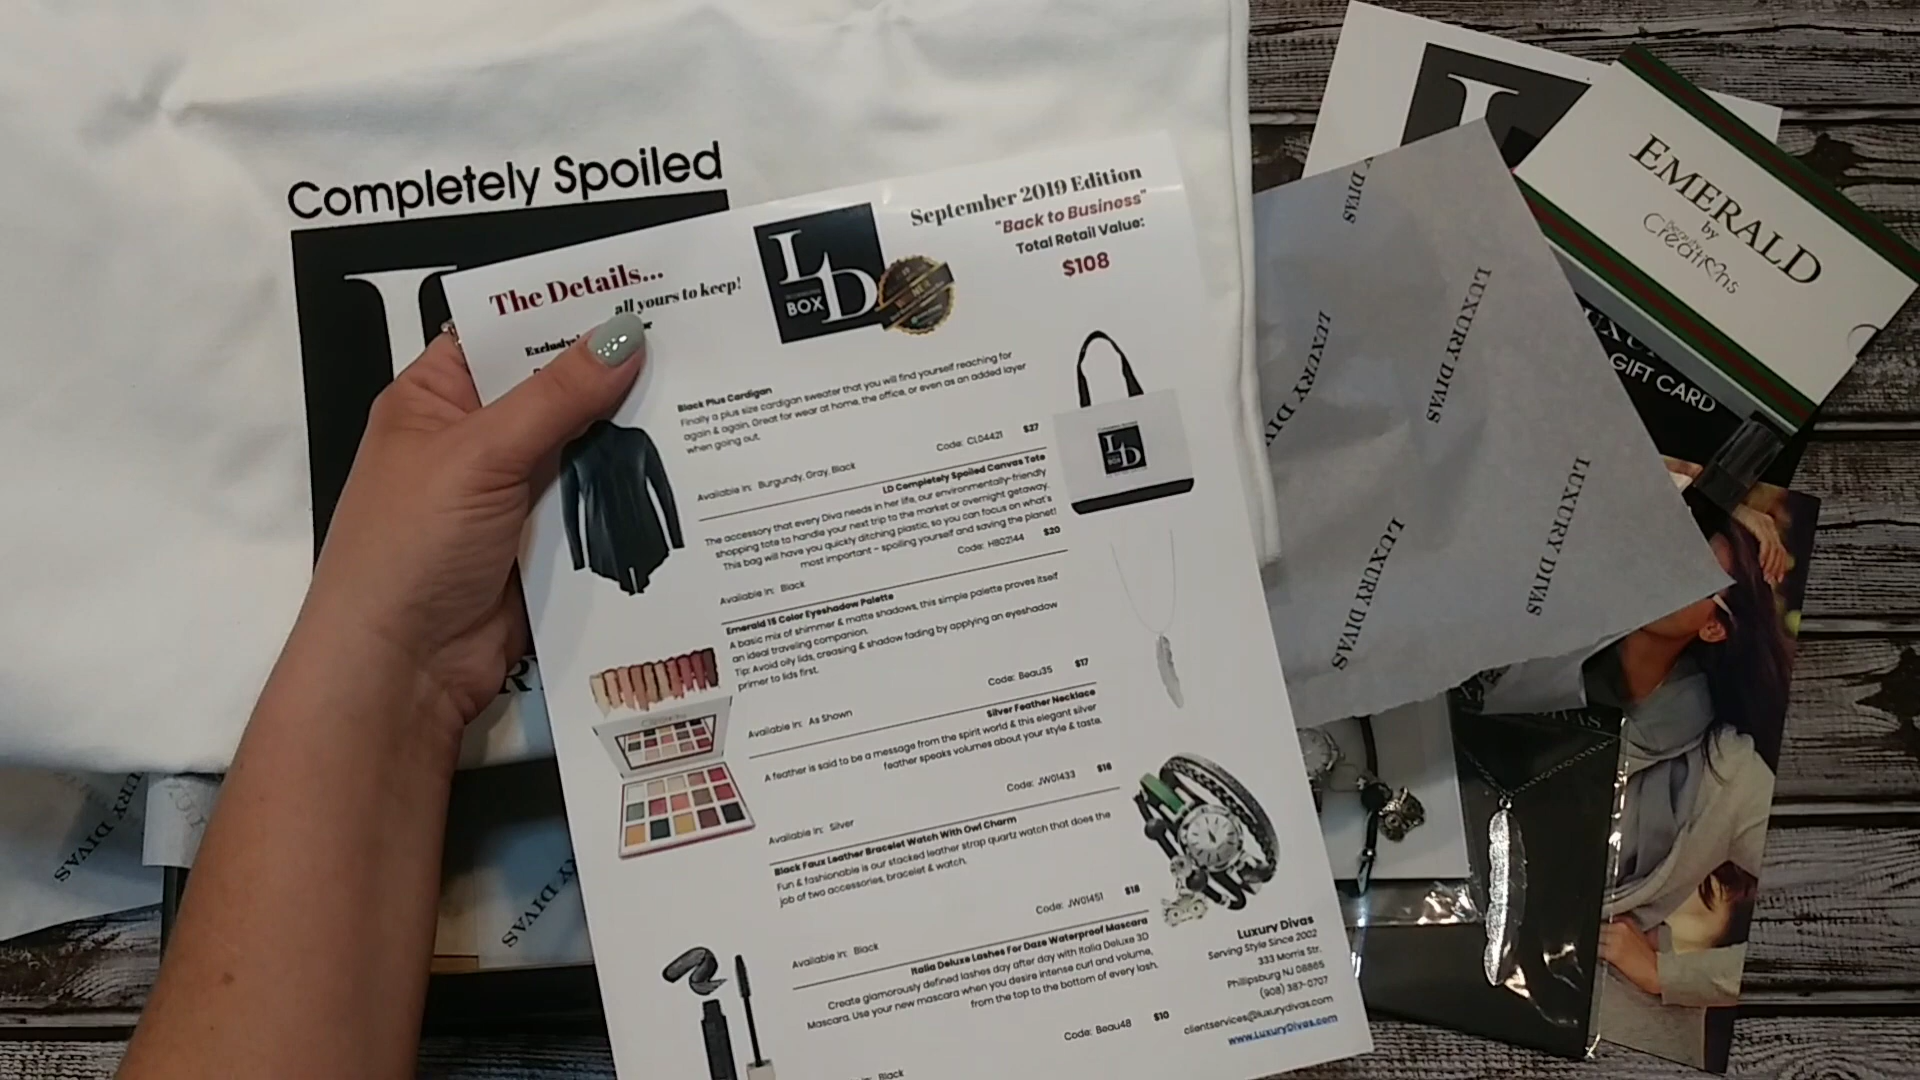 Completely Spoiled
September 2019 Edition
"Back to Business"
Total Retail Value:
$108
The Details...
all yours to keep!
LD
BOX
Black Plus Cardigan
Finally a plus size cardigan sweater that you will find yourself reaching for
again & again. Great for wear at home, the office, or even as an added layer
when going out.
Code: CL04421 $27
Available in: Burgundy, Gray, Black
LD Completely Spoiled Canvas Tote
The accessory that every Diva needs in her life, our environmentally-friendly
shopping tote to handle your next trip to the market or overnight getaway.
This bag will have you quickly ditching plastic, so you can focus on what's
most important - spoiling yourself and saving the planet!
Code: HB02144 $20
Available in: Black
Emerald 15 Color Eyeshadow Palette
A basic mix of shimmer & matte shadows, this simple palette proves itself
an ideal traveling companion.
Tip: Avoid oily lids, creasing & shadow fading by applying an eyeshadow
primer to lids first.
Code: Beau35 $17
Available in: As Shown
Silver Feather Necklace
A feather is said to be a message from the spirit world & this elegant silver
feather speaks volumes about your style & taste.
Code: JW01433 $16
Available in: Silver
Black Faux Leather Bracelet Watch With Owl Charm
Fun & fashionable is our stacked leather strap quartz watch that does the
job of two accessories, bracelet & watch.
Code: JW01451 $18
Available in: Black
Italia Deluxe Lashes For Daze Waterproof Mascara
Create glamorously defined lashes day after day with Italia Deluxe 3D
Mascara. Use your new mascara when you desire intense curl and volume,
from the top to the bottom of every lash.
Code: Beau48 $10
Black
Luxury Divas
Serving Style Since 2002
333 Morris Str.
Phillipsburg NJ 08865
(908) 387-0707
clientservices@luxurydivas.com
www.LuxuryDivas.com
EMERALD
by
Beauty
Creations
GIFT CARD
DIVAS
LUXURY DIVAS
LUXURY DIVAS
LUXURY DIVAS
LUXURY DIVAS
URY DIVAS
Y DIVAS